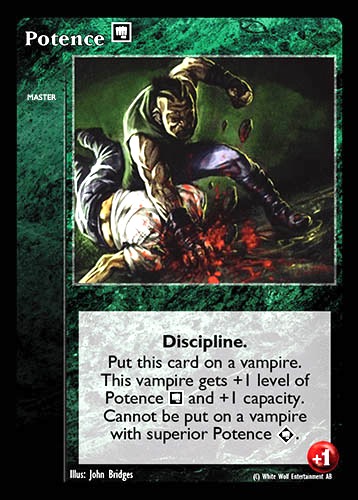 Potence
MASTER
Discipline.
Put this card on a vampire.
This vampire gets +1 level of
Potence and +1 capacity.
Cannot be put on a vampire
with superior Potence .
+1
Illus: John Bridges
(C) White Wolf Entertainment AB